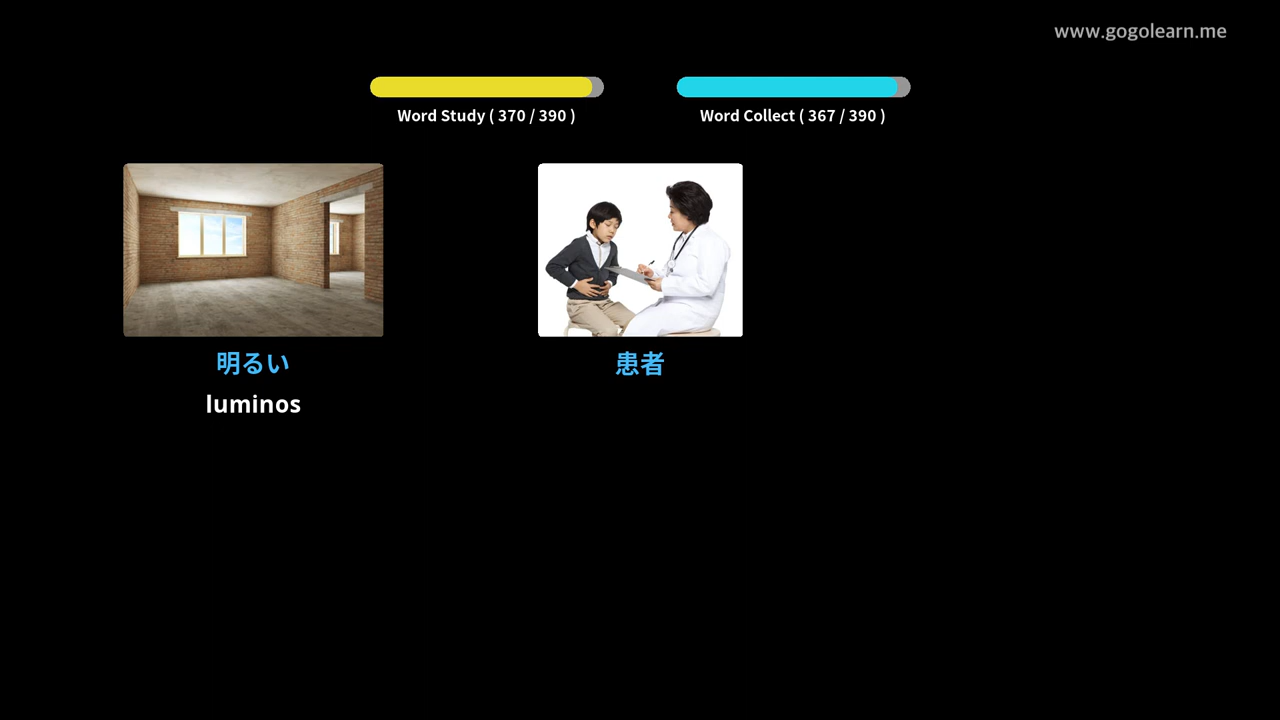 www.gogolearn.me
Word Study ( 370 / 390 )
Word Collect ( 367 / 390 )
明るい
患者
luminos